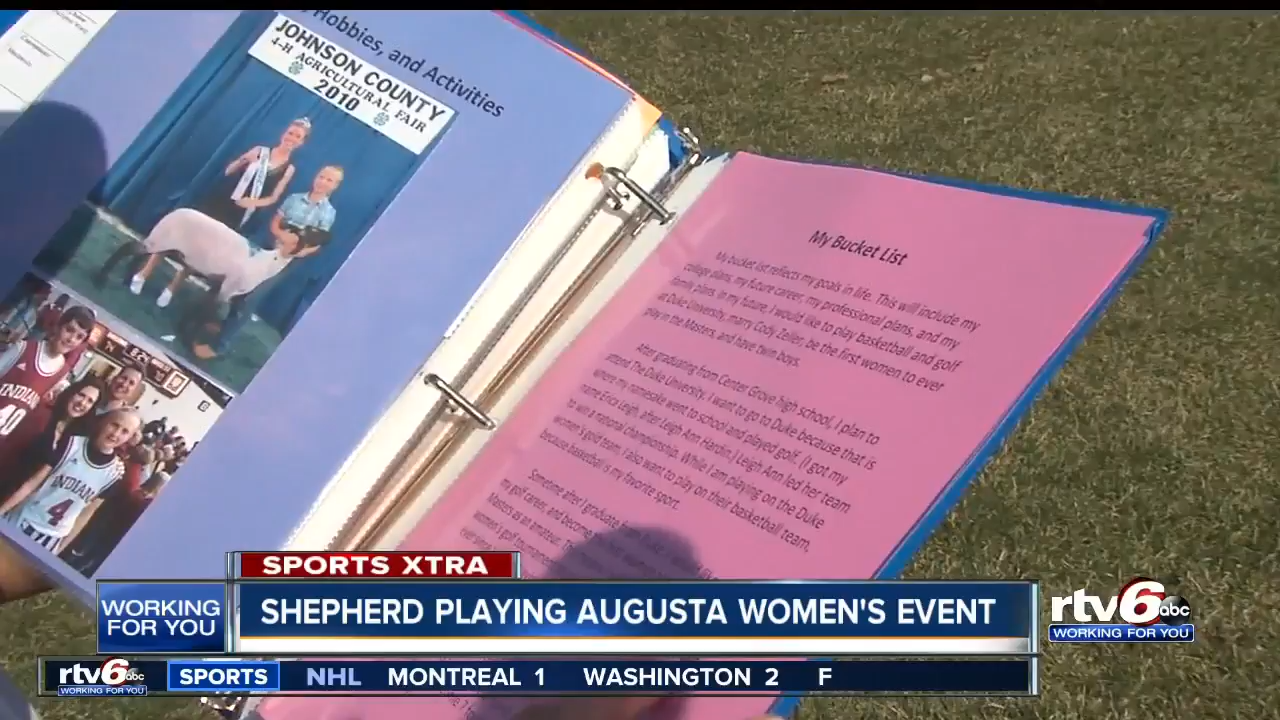 Hobbies, and Activities
JOHNSON COUNTY
4-H AGRICULTURAL FAIR
2010
INDIANA
40
INDIANA
4
My Bucket List
My bucket list reflects my goals in life. This will include my
college plans, my future career, my professional plans, and my
family plans. In my future, I would like to play basketball and golf
at Duke University, marry Cody Zeller, be the first women to ever
play in the Masters, and have twin boys.
After graduating from Center Grove high school, I plan to
attend The Duke University. I want to go to Duke because that is
where my namesake went to school and played golf. (I got my
name Erica Leigh, after Leigh Ann Hardin.) Leigh Ann led her team
to win a national championship. While I am playing on the Duke
women's gold team, I also want to play on their basketball team,
because basketball is my favorite sport.
Sometime after I graduate
my golf career, and become
Masters as an amateur.
women's golf
SPORTS XTRA
WORKING FOR YOU
SHEPHERD PLAYING AUGUSTA WOMEN'S EVENT
rtv6 abc
WORKING FOR YOU
rtv6 abc
WORKING FOR YOU
SPORTS NHL MONTREAL 1 WASHINGTON 2 F